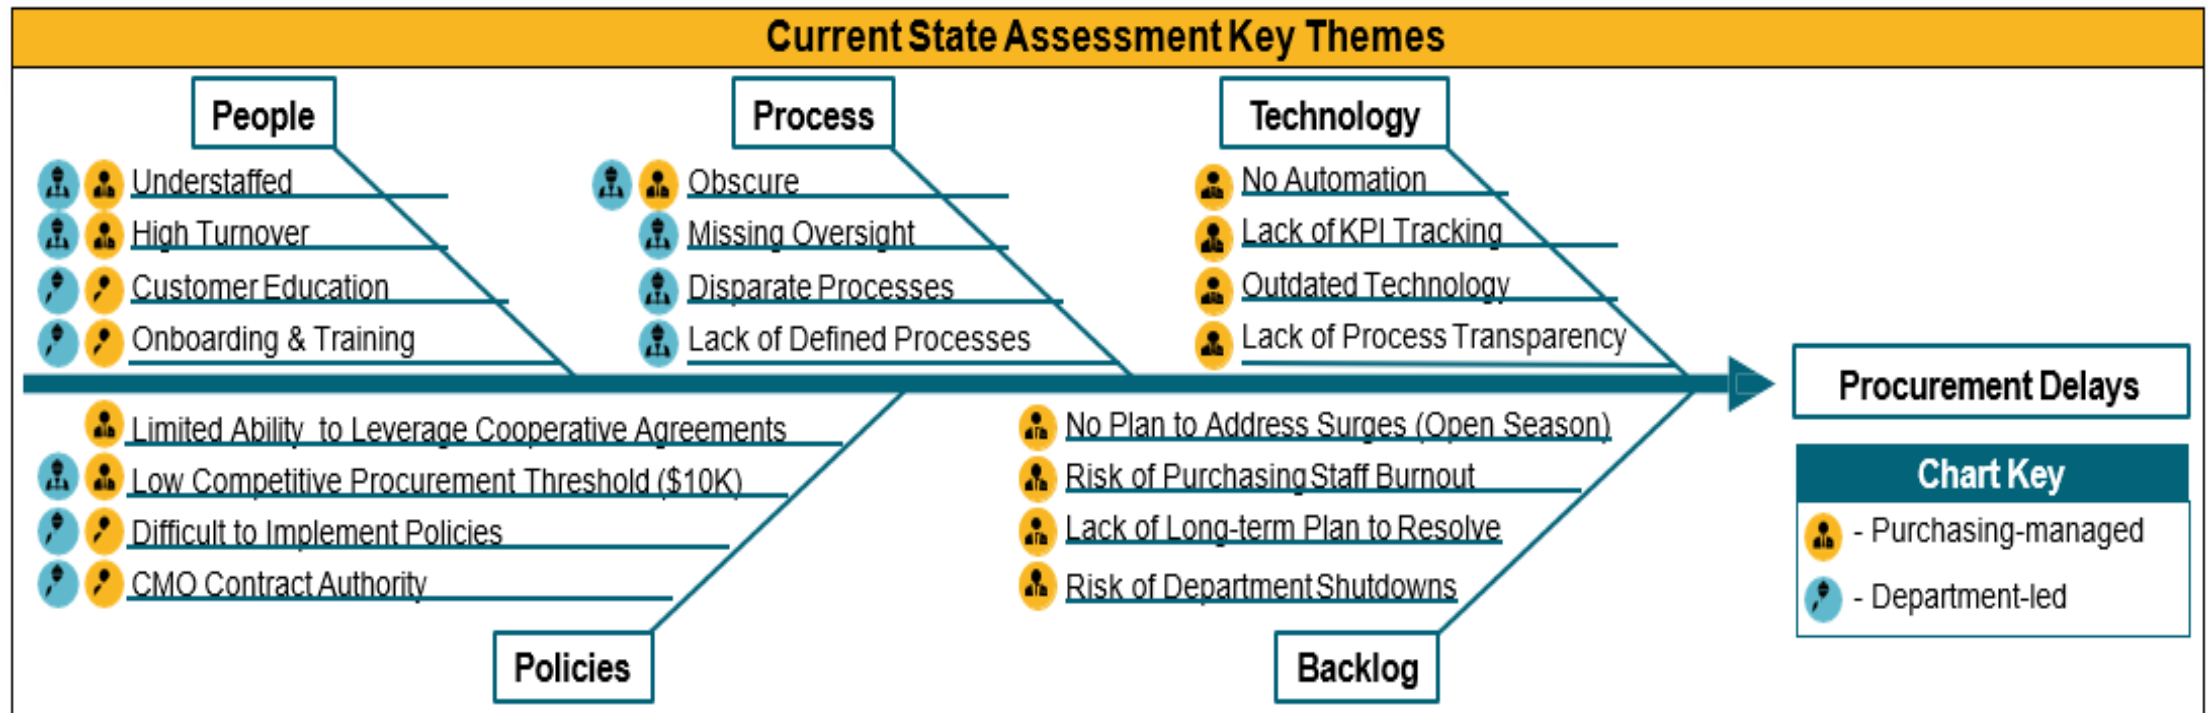 Current State Assessment Key Themes
People
Understaffed
High Turnover
Customer Education
Onboarding & Training
Process
Obscure
Missing Oversight
Disparate Processes
Lack of Defined Processes
Technology
No Automation
Lack of KPI Tracking
Outdated Technology
Lack of Process Transparency
Procurement Delays
Limited Ability to Leverage Cooperative Agreements
Low Competitive Procurement Threshold ($10K)
Difficult to Implement Policies
CMO Contract Authority
Policies
No Plan to Address Surges (Open Season)
Risk of Purchasing Staff Burnout
Lack of Long-term Plan to Resolve
Risk of Department Shutdowns
Backlog
Chart Key
- Purchasing-managed
- Department-led